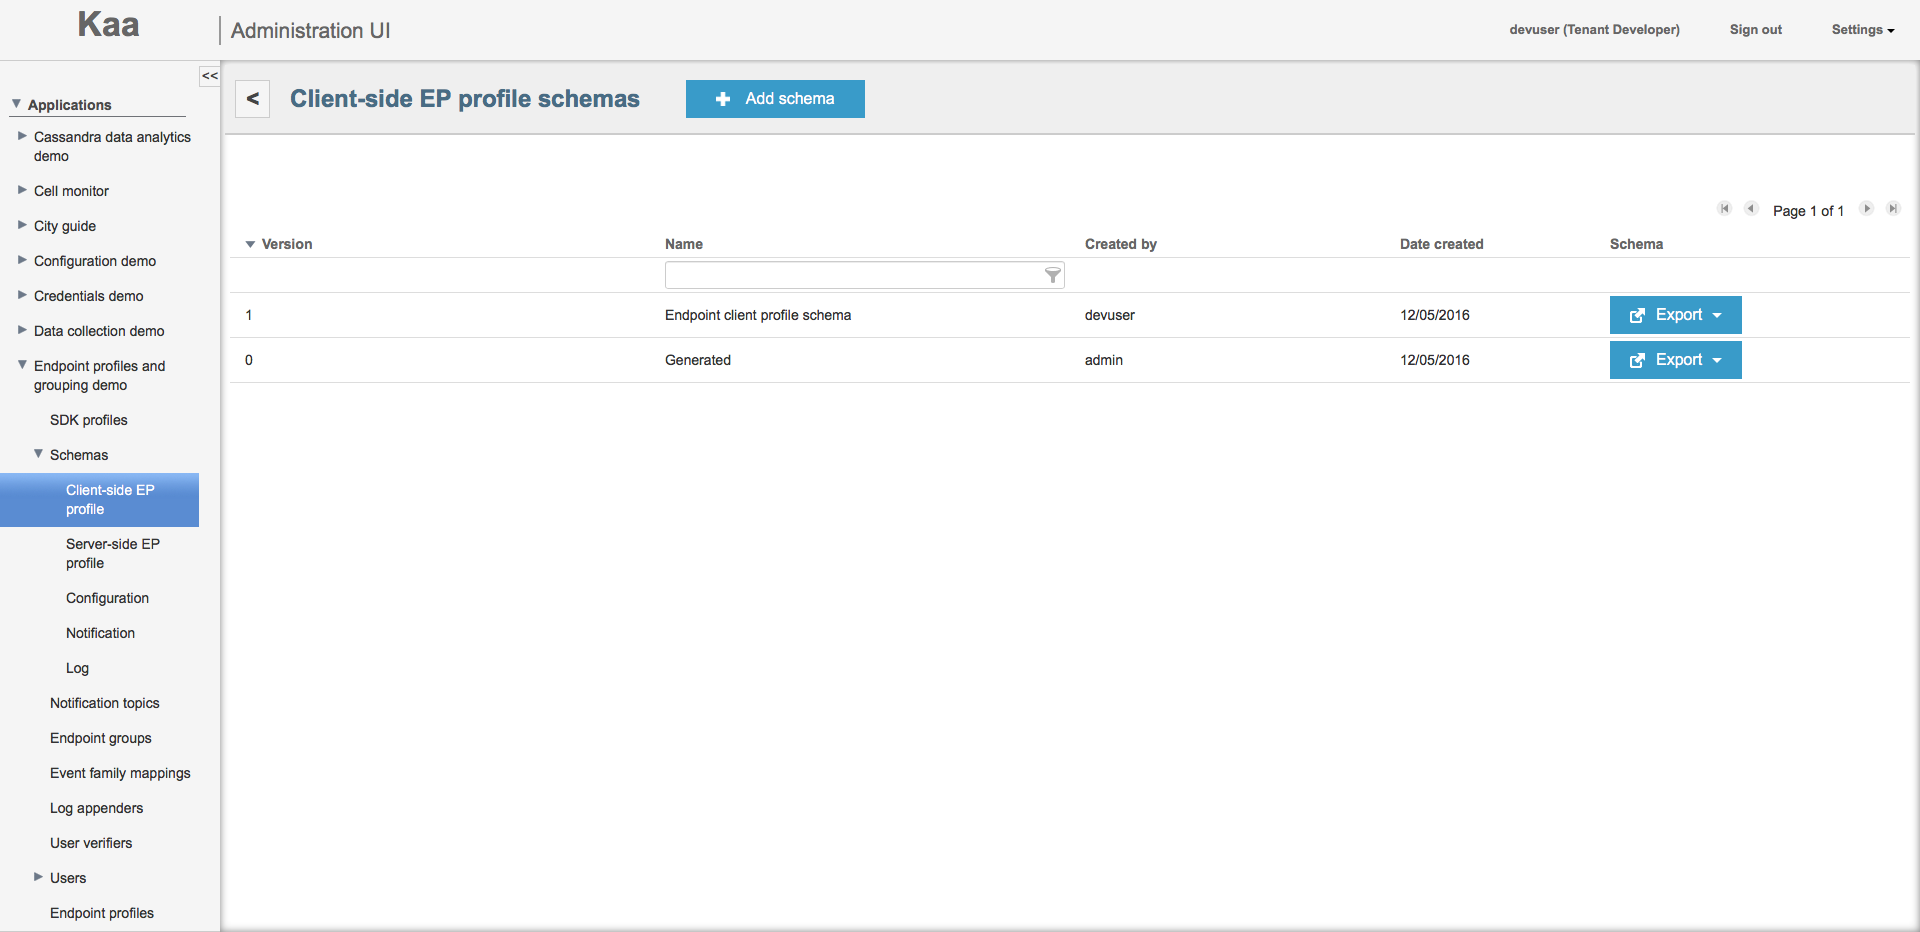 Kaa
Administration UI
devuser (Tenant Developer)
Sign out
Settings
<<
Applications
Cassandra data analytics
demo
Cell monitor
City guide
Configuration demo
Credentials demo
Data collection demo
Endpoint profiles and
grouping demo
SDK profiles
Schemas
Client-side EP
profile
Server-side EP
profile
Configuration
Notification
Log
Notification topics
Endpoint groups
Event family mappings
Log appenders
User verifiers
Users
Endpoint profiles
< Client-side EP profile schemas
Add schema
Page 1 of 1
Version Name Created by Date created Schema
1 Endpoint client profile schema devuser 12/05/2016 Export
0 Generated admin 12/05/2016 Export